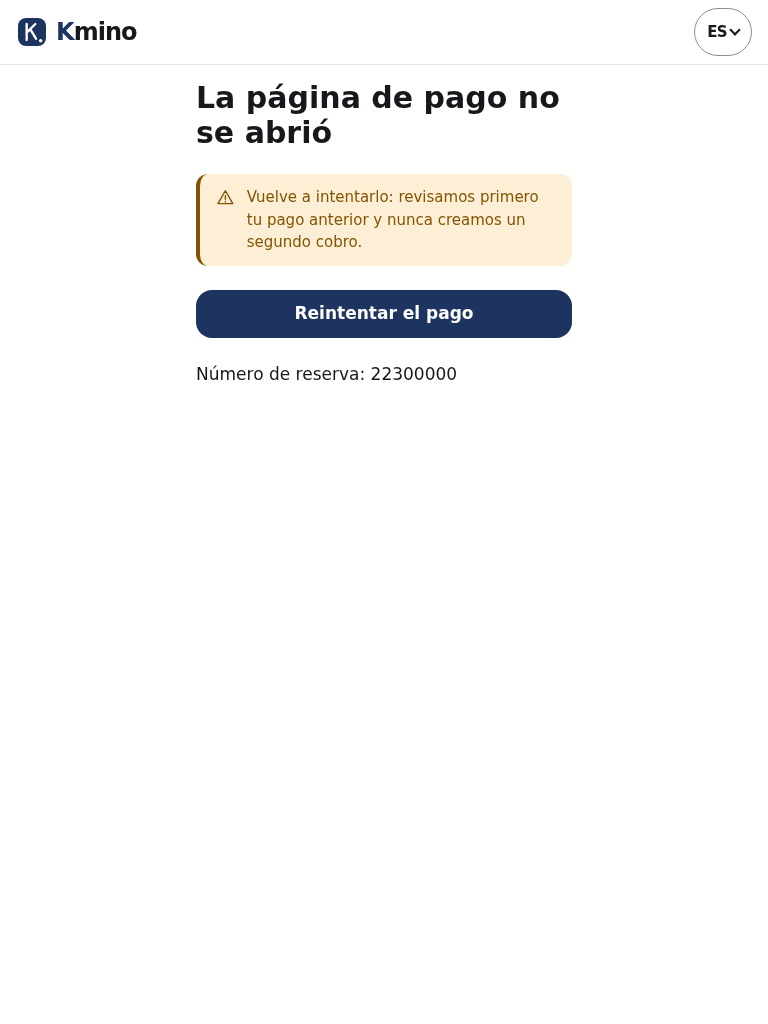 Kmino
ES
La página de pago no
se abrió
Vuelve a intentarlo: revisamos primero
tu pago anterior y nunca creamos un
segundo cobro.
Reintentar el pago
Número de reserva: 22300000